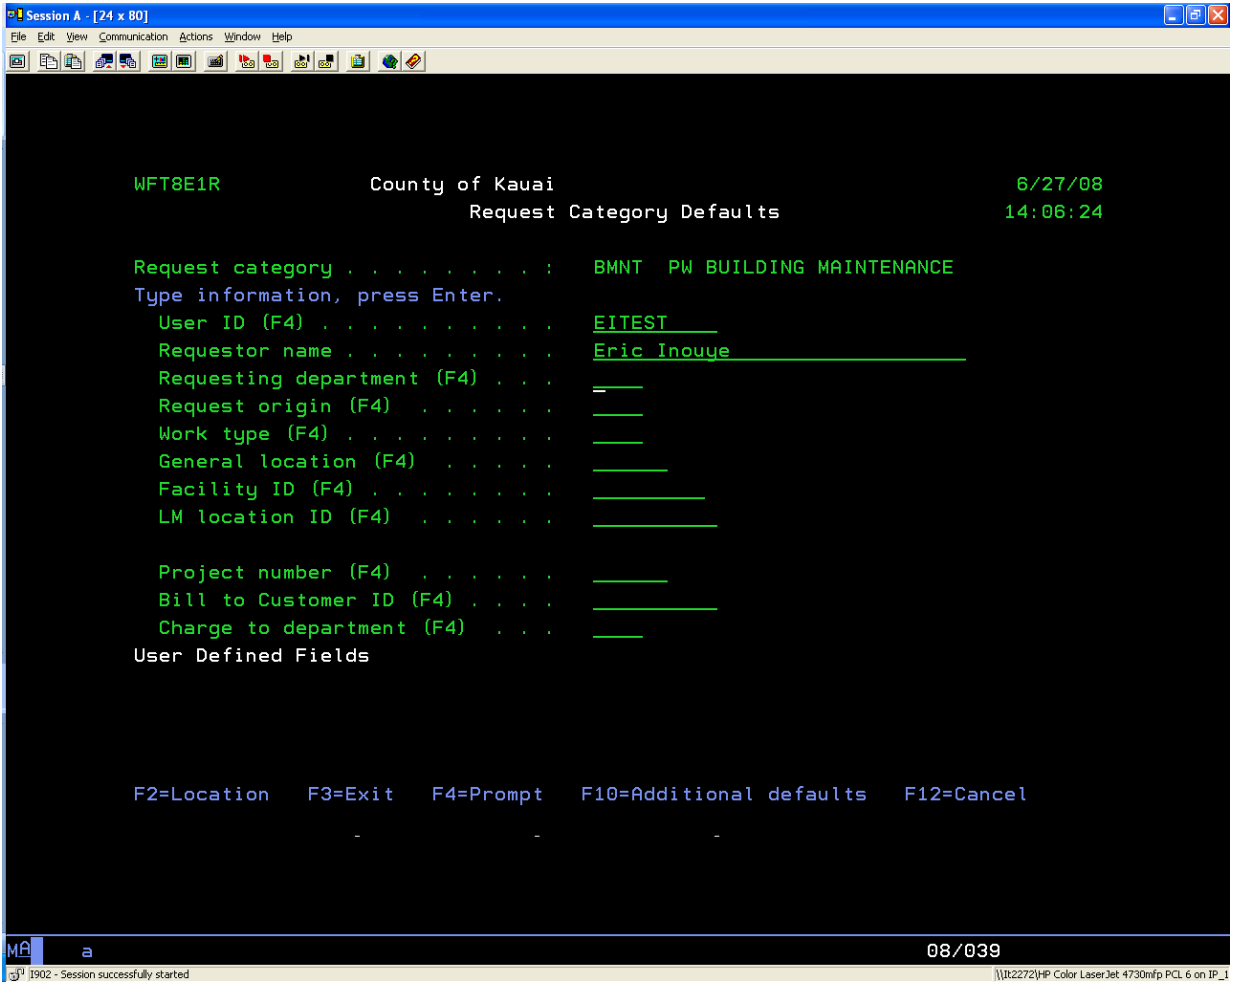 Session A - [24 x 80]
File Edit View Communication Actions Window Help
WFT8E1R County of Kauai 6/27/08
Request Category Defaults 14:06:24
Request category . . . . . . . . . : BMNT PW BUILDING MAINTENANCE
Type information, press Enter.
User ID (F4) . . . . . . . . . . EITEST
Requestor name . . . . . . . . . Eric Inouye
Requesting department (F4) . . .
Request origin (F4) . . . . . .
Work type (F4) . . . . . . . . .
General location (F4) . . . . .
Facility ID (F4) . . . . . . . .
LM location ID (F4) . . . . . .
Project number (F4) . . . . . .
Bill to Customer ID (F4) . . . .
Charge to department (F4) . . .
User Defined Fields
F2=Location F3=Exit F4=Prompt F10=Additional defaults F12=Cancel
MA a 08/039
I902 - Session successfully started \\It2272\HP Color LaserJet 4730mfp PCL 6 on IP_1